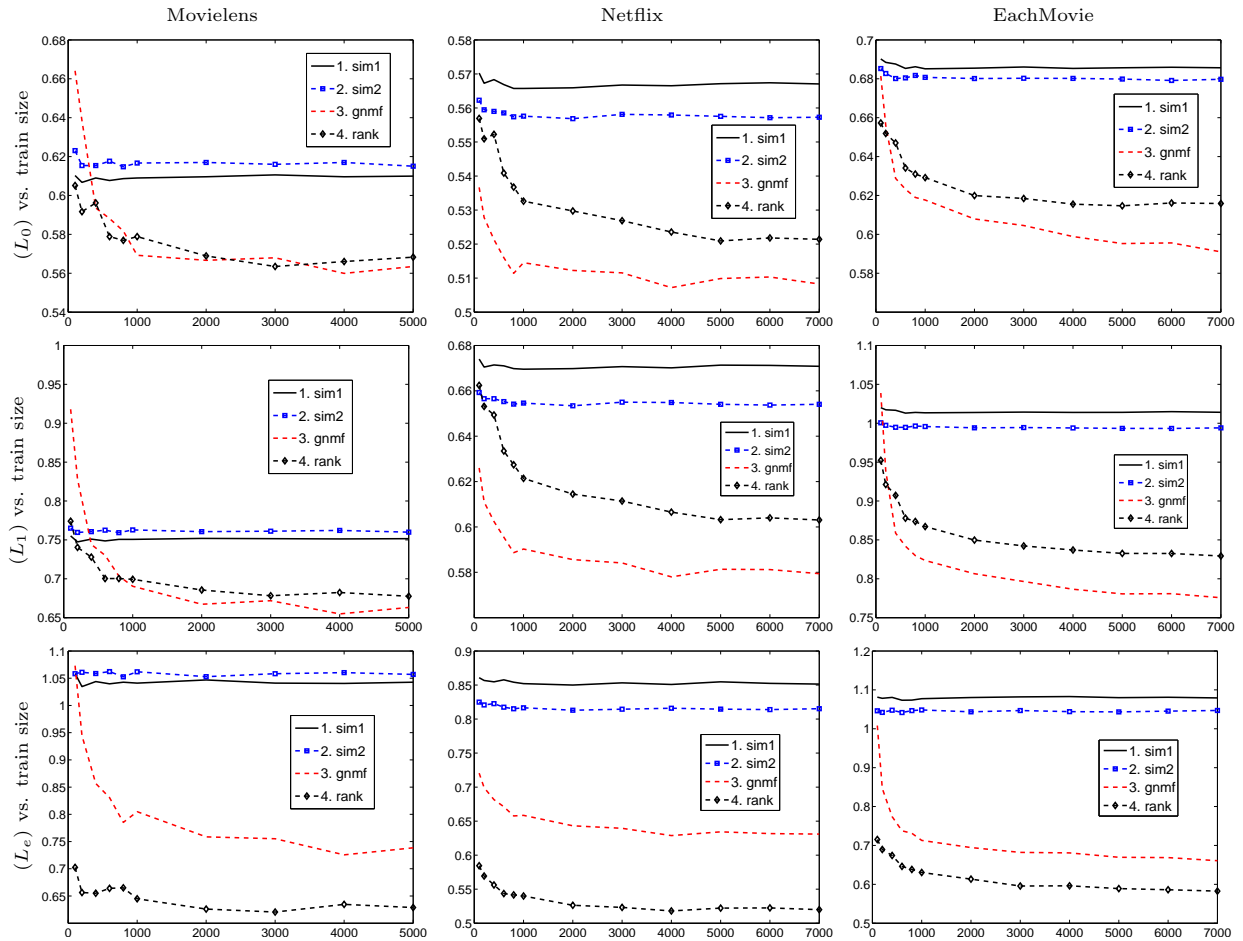 Movielens
Netflix
EachMovie
(L0) vs. train size
0.68
0.66
0.64
0.62
0.6
0.58
0.56
0.54
0 1000 2000 3000 4000 5000
1. sim1
2. sim2
3. gnmf
4. rank
0.58
0.57
0.56
0.55
0.54
0.53
0.52
0.51
0.5
0 1000 2000 3000 4000 5000 6000 7000
1. sim1
2. sim2
3. gnmf
4. rank
0.7
0.68
0.66
0.64
0.62
0.6
0.58
0.56
0 1000 2000 3000 4000 5000 6000 7000
1. sim1
2. sim2
3. gnmf
4. rank
(L1) vs. train size
1
0.95
0.9
0.85
0.8
0.75
0.7
0.65
0 1000 2000 3000 4000 5000
1. sim1
2. sim2
3. gnmf
4. rank
0.68
0.66
0.64
0.62
0.6
0.58
0 1000 2000 3000 4000 5000 6000 7000
1. sim1
2. sim2
3. gnmf
4. rank
1.1
1.05
1
0.95
0.9
0.85
0.8
0.75
0 1000 2000 3000 4000 5000 6000 7000
1. sim1
2. sim2
3. gnmf
4. rank
(Le) vs. train size
1.1
1.05
1
0.95
0.9
0.85
0.8
0.75
0.7
0.65
0 1000 2000 3000 4000 5000
1. sim1
2. sim2
3. gnmf
4. rank
0.9
0.85
0.8
0.75
0.7
0.65
0.6
0.55
0.5
0 1000 2000 3000 4000 5000 6000 7000
1. sim1
2. sim2
3. gnmf
4. rank
1.2
1.1
1
0.9
0.8
0.7
0.6
0.5
0 1000 2000 3000 4000 5000 6000 7000
1. sim1
2. sim2
3. gnmf
4. rank